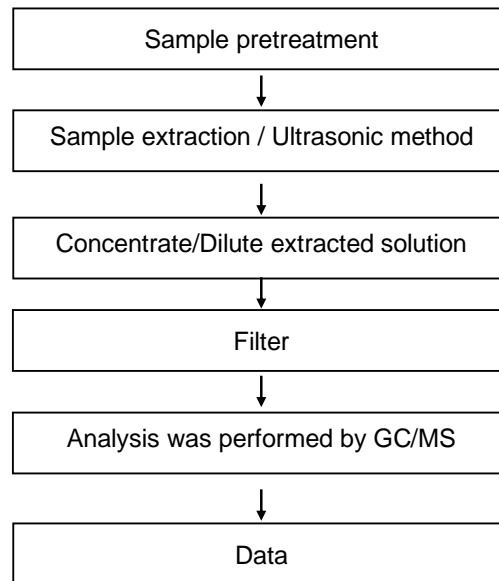 Sample pretreatment
Sample extraction / Ultrasonic method
Concentrate/Dilute extracted solution
Filter
Analysis was performed by GC/MS
Data